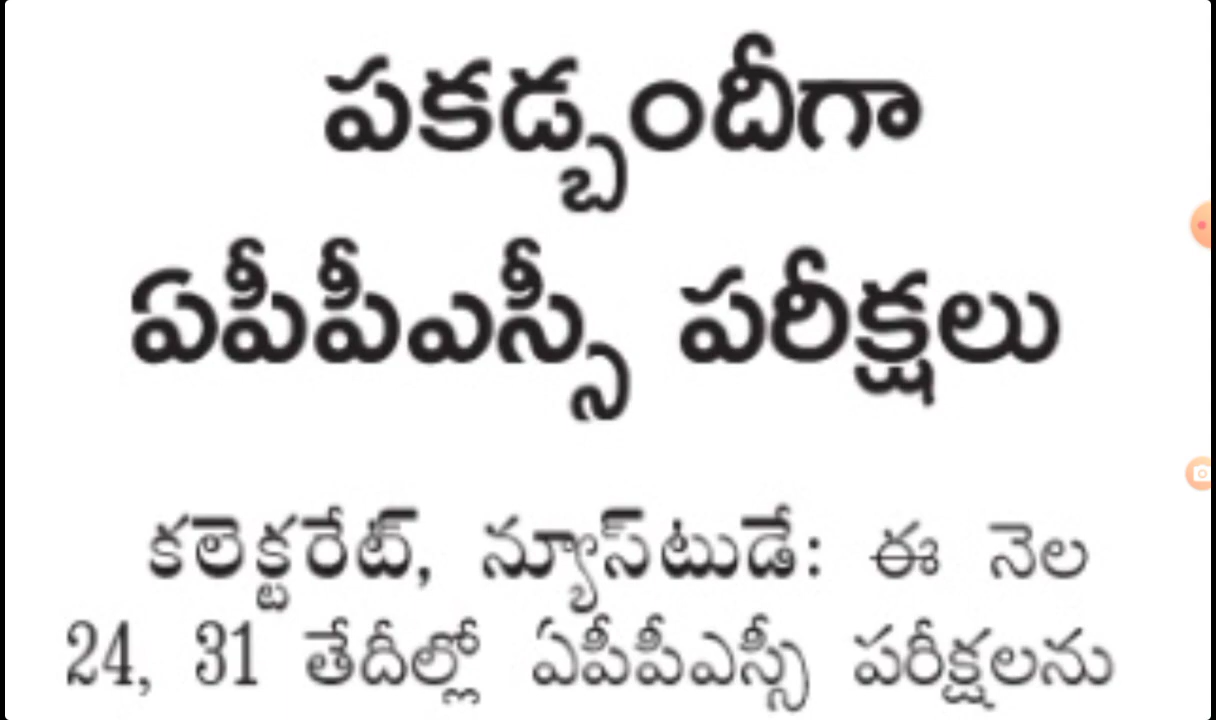 పకడ్బందీగా
ఏపీపీఎస్సీ పరీక్షలు
కలెక్టరేట్, న్యూస్‌టుడే: ఈ నెల
24, 31 తేదీల్లో ఏపీపీఎస్సీ పరీక్షలను